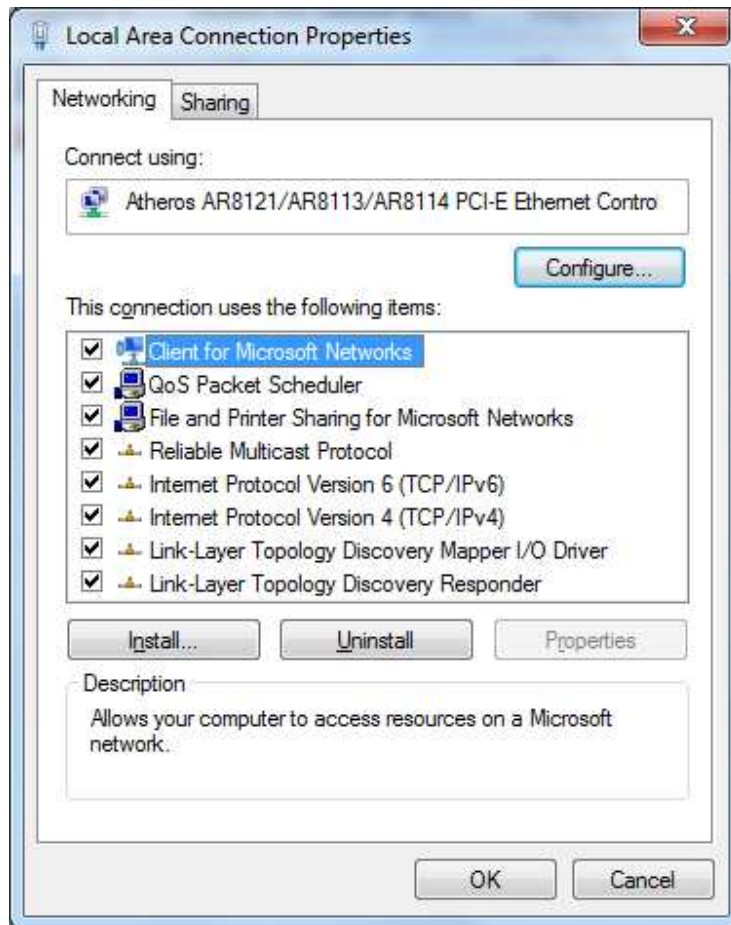 Local Area Connection Properties
Networking
Sharing
Connect using:
Atheros AR8121/AR8113/AR8114 PCI-E Ethernet Contro
Configure...
This connection uses the following items:
Client for Microsoft Networks
QoS Packet Scheduler
File and Printer Sharing for Microsoft Networks
Reliable Multicast Protocol
Internet Protocol Version 6 (TCP/IPv6)
Internet Protocol Version 4 (TCP/IPv4)
Link-Layer Topology Discovery Mapper I/O Driver
Link-Layer Topology Discovery Responder
Install...
Uninstall
Properties
Description
Allows your computer to access resources on a Microsoft
network.
OK
Cancel